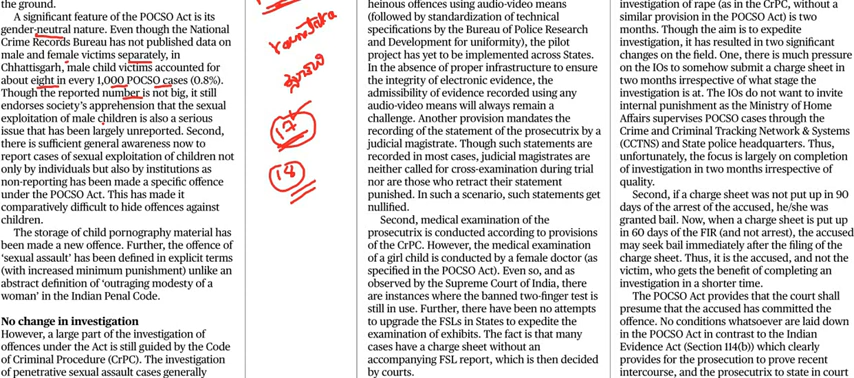 the ground.
A significant feature of the POCSO Act is its
gender-neutral nature. Even though the National
Crime Records Bureau has not published data on
male and female victims separately, in
Chhattisgarh, male child victims accounted for
about eight in every 1,000 POCSO cases (0.8%).
Though the reported number is not big, it still
endorses society's apprehension that the sexual
exploitation of male children is also a serious
issue that has been largely unreported. Second,
there is sufficient general awareness now to
report cases of sexual exploitation of children not
only by individuals but also by institutions as
non-reporting has been made a specific offence
under the POCSO Act. This has made it
comparatively difficult to hide offences against
children.
The storage of child pornography material has
been made a new offence. Further, the offence of
'sexual assault' has been defined in explicit terms
(with increased minimum punishment) unlike an
abstract definition of 'outraging modesty of a
woman' in the Indian Penal Code.
No change in investigation
However, a large part of the investigation of
offences under the Act is still guided by the Code
of Criminal Procedure (CrPC). The investigation
of penetrative sexual assault cases generally
17
18
heinous offences using audio-video means
(followed by standardization of technical
specifications by the Bureau of Police Research
and Development for uniformity), the pilot
project has yet to be implemented across States.
In the absence of proper infrastructure to ensure
the integrity of electronic evidence, the
admissibility of evidence recorded using any
audio-video means will always remain a
challenge. Another provision mandates the
recording of the statement of the prosecutrix by a
judicial magistrate. Though such statements are
recorded in most cases, judicial magistrates are
neither called for cross-examination during trial
nor are those who retract their statement
punished. In such a scenario, such statements get
nullified.
Second, medical examination of the
prosecutrix is conducted according to provisions
of the CrPC. However, the medical examination
of a girl child is conducted by a female doctor (as
specified in the POCSO Act). Even so, and as
observed by the Supreme Court of India, there
are instances where the banned two-finger test is
still in use. Further, there have been no attempts
to upgrade the FSLs in States to expedite the
examination of exhibits. The fact is that many
cases have a charge sheet without an
accompanying FSL report, which is then decided
by courts.
investigation of rape (as in the CrPC, without a
similar provision in the POCSO Act) is two
months. Though the aim is to expedite
investigation, it has resulted in two significant
changes on the field. One, there is much pressure
on the IOs to somehow submit a charge sheet in
two months irrespective of what stage the
investigation is at. The IOs do not want to invite
internal punishment as the Ministry of Home
Affairs supervises POCSO cases through the
Crime and Criminal Tracking Network & Systems
(CCTNS) and State police headquarters. Thus,
unfortunately, the focus is largely on completion
of investigation in two months irrespective of
quality.
Second, if a charge sheet was not put up in 90
days of the arrest of the accused, he/she was
granted bail. Now, when a charge sheet is put up
in 60 days of the FIR (and not arrest), the accused
may seek bail immediately after the filing of the
charge sheet. Thus, it is the accused, and not the
victim, who gets the benefit of completing an
investigation in a shorter time.
The POCSO Act provides that the court shall
presume that the accused has committed the
offence. No conditions whatsoever are laid down
in the POCSO Act in contrast to the Indian
Evidence Act (Section 114(b)) which clearly
provides for the prosecution to prove recent
intercourse, and the prosecutrix to state in court